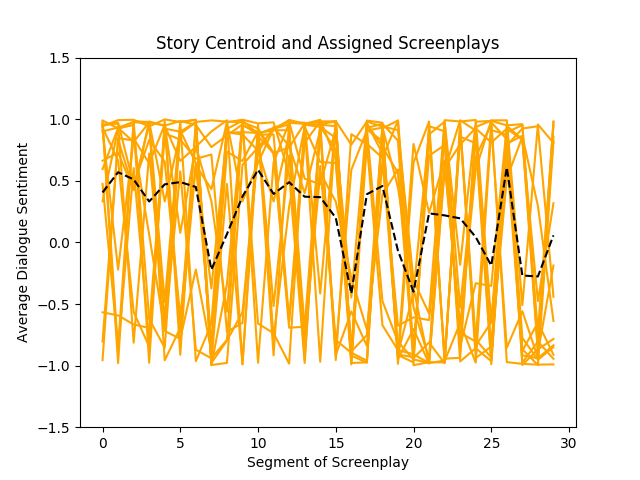 Story Centroid and Assigned Screenplays
1.5
1.0
0.5
0.0
−0.5
−1.0
−1.5
Average Dialogue Sentiment
0 5 10 15 20 25 30
Segment of Screenplay